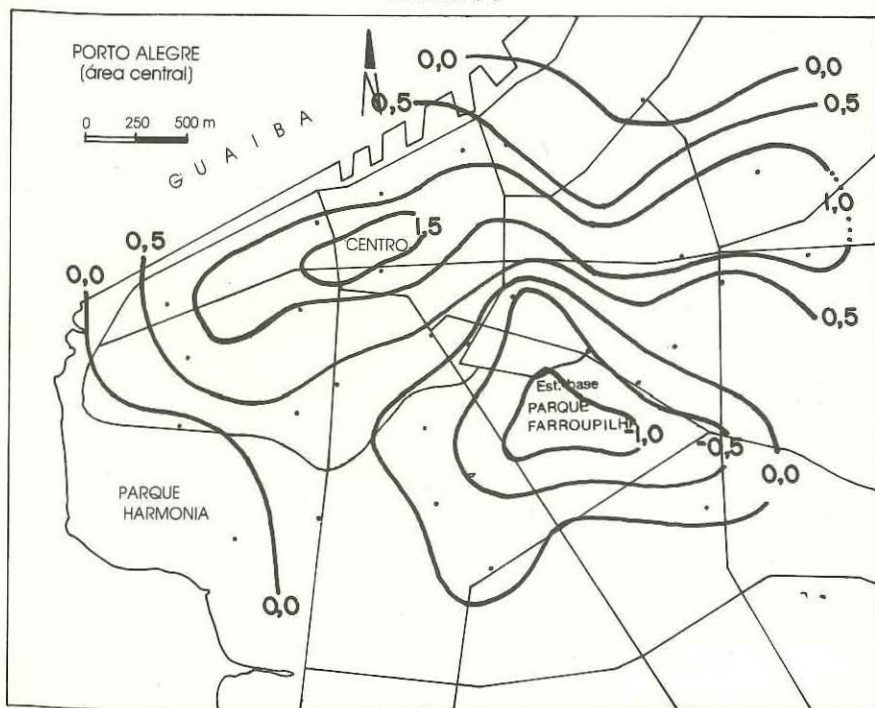 PORTO ALEGRE
(área central)
0 250 500 m
N
GUAIBA
0,0
0,0
0,5
0,5
1,0
1,5
CENTRO
0,5
0,0
0,5
Est. base
PARQUE
FARROUPILHA
-1,0
-0,5
0,0
PARQUE
HARMONIA
0,0